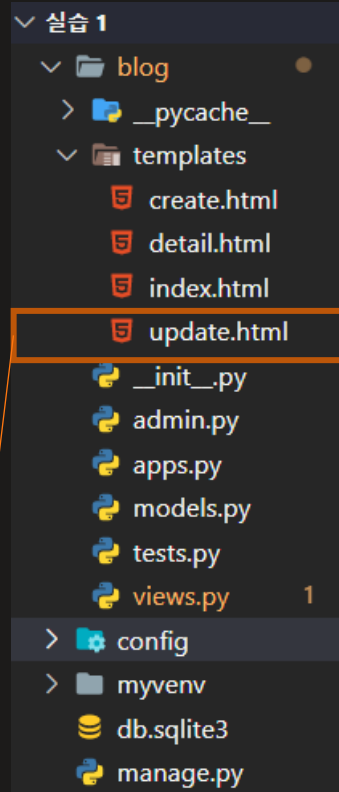 실습 1
blog
__pycache__
templates
create.html
detail.html
index.html
update.html
__init__.py
admin.py
apps.py
models.py
tests.py
views.py 1
config
myvenv
db.sqlite3
manage.py